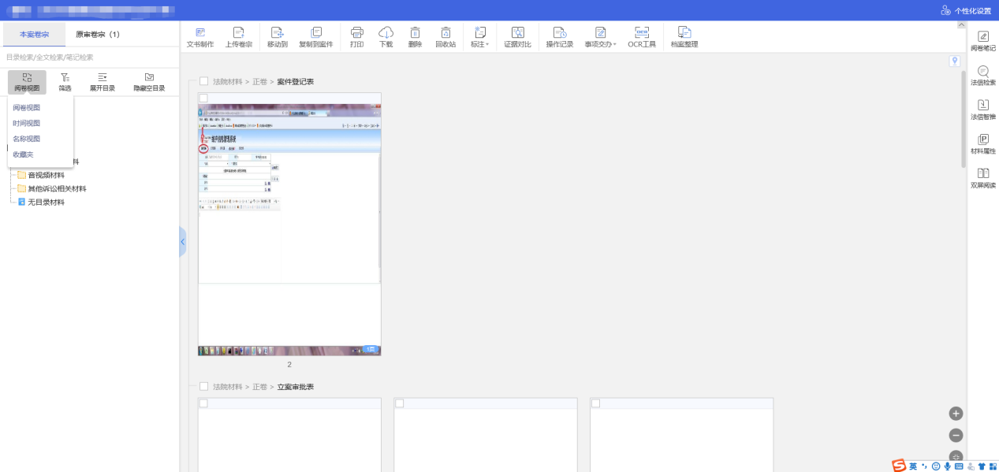 个性化设置
本案卷宗 原审卷宗（1）
目录检索/全文检索/笔记检索
阅卷视图 筛选 展开目录 隐藏空目录
阅卷视图
时间视图
名称视图
收藏夹
料
音视频材料
其他诉讼相关材料
无目录材料
文书制作 上传卷宗 移动到 复制到案件 打印 下载 删除 回收站 标注 证据对比 操作记录 事项交办 OCR工具 档案整理
法院材料 > 正卷 > 案件登记表
1页
2
法院材料 > 正卷 > 立案审批表
阅卷笔记
法信检索
法信智推
材料属性
双屏阅读
英